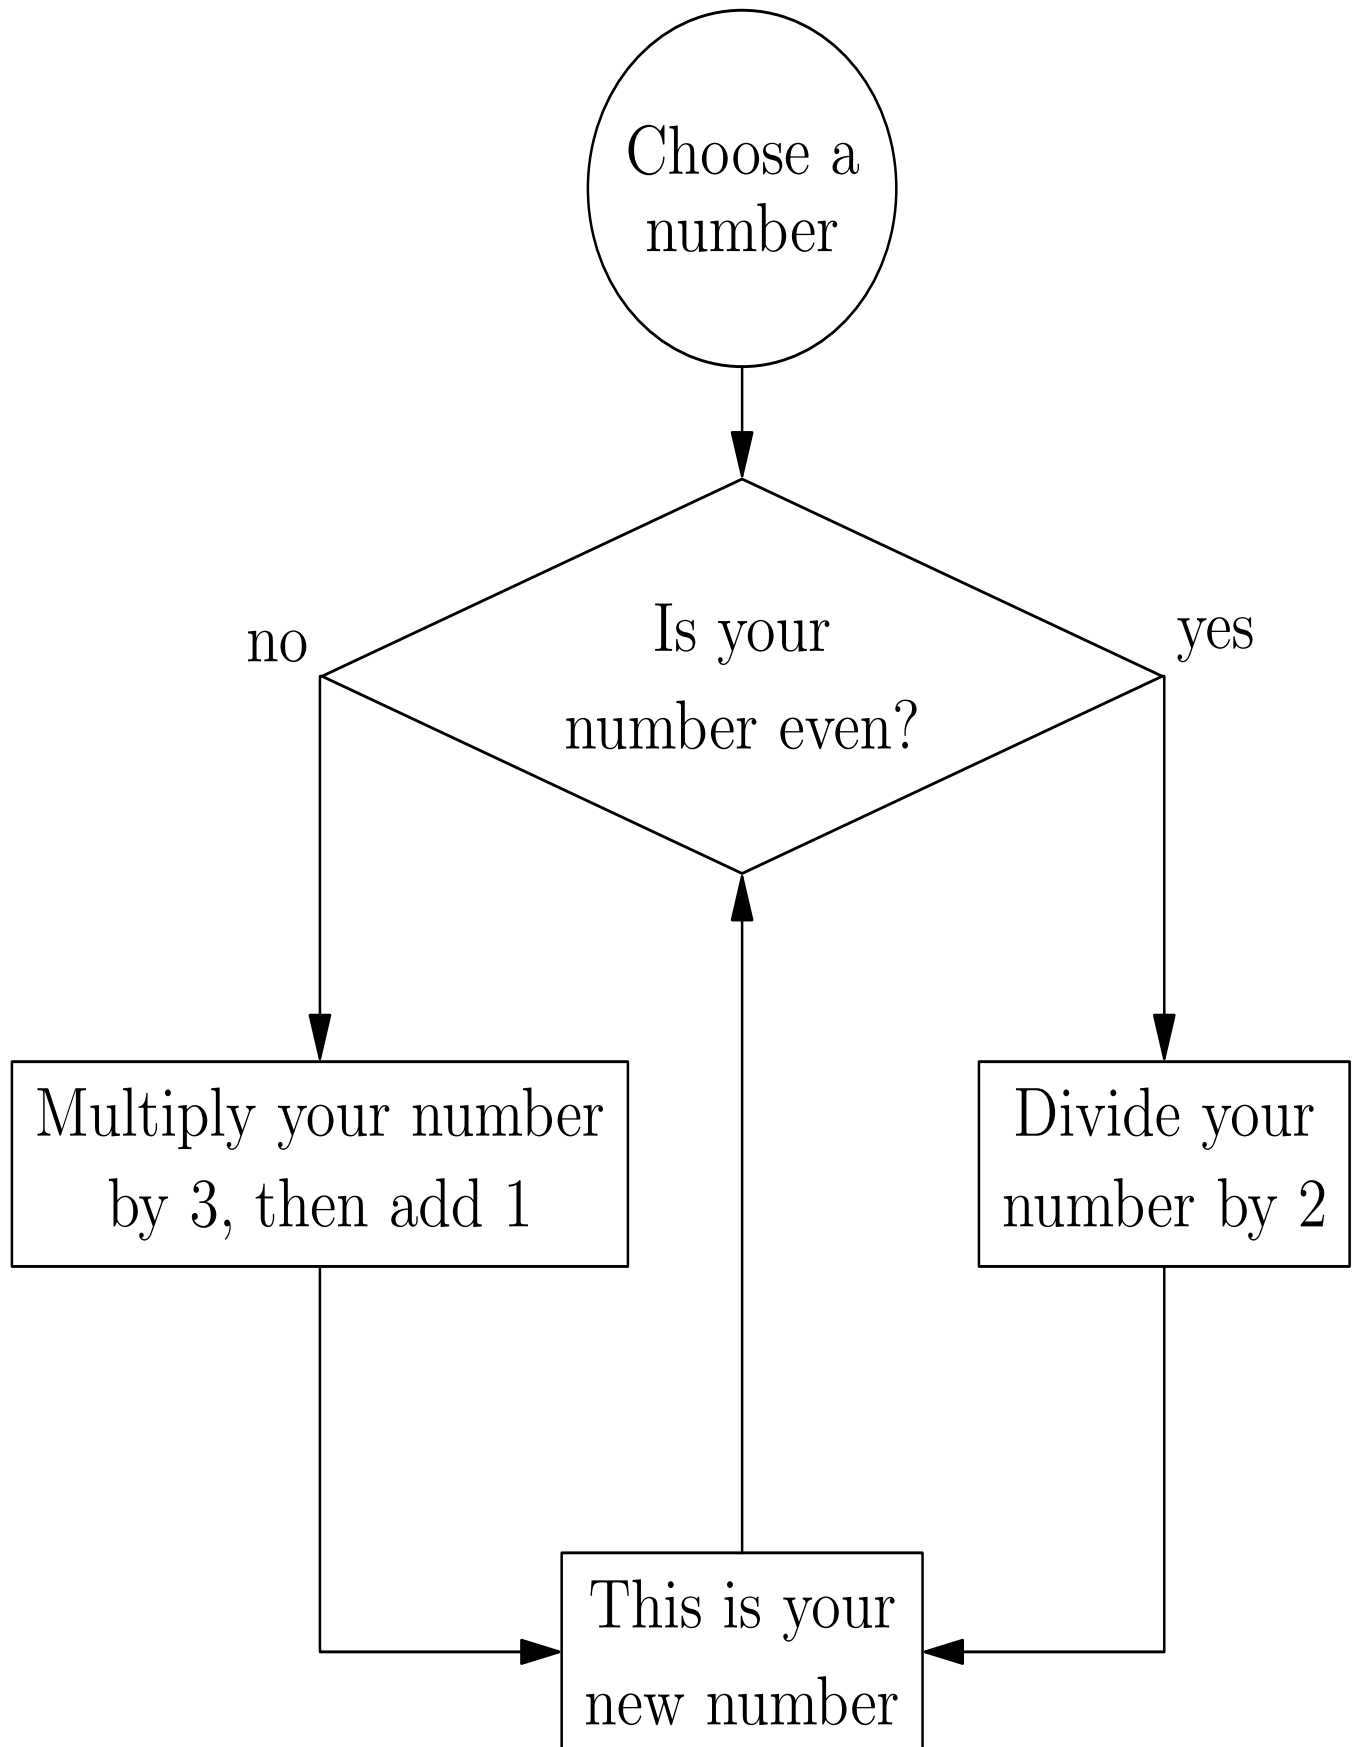 Choose a
number
Is your
number even?
no
yes
Multiply your number
by 3, then add 1
Divide your
number by 2
This is your
new number